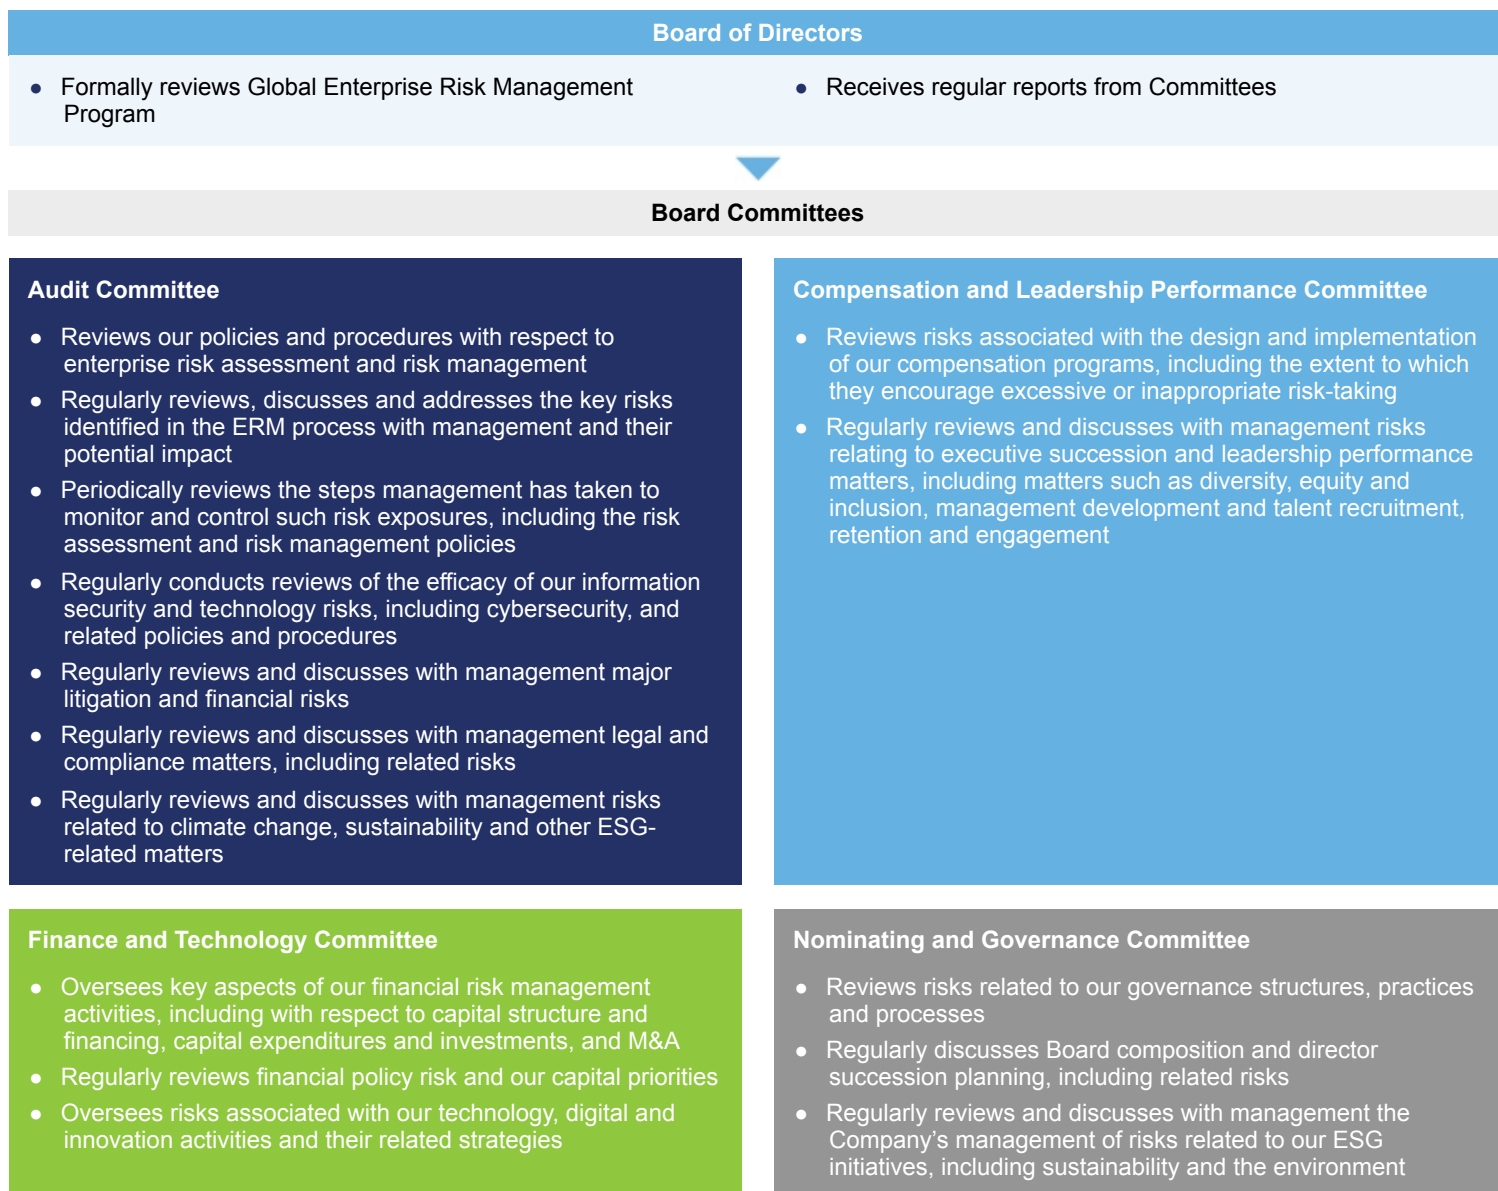 Board of Directors
● Formally reviews Global Enterprise Risk Management
Program
● Receives regular reports from Committees
Board Committees
Audit Committee
● Reviews our policies and procedures with respect to
enterprise risk assessment and risk management
● Regularly reviews, discusses and addresses the key risks
identified in the ERM process with management and their
potential impact
● Periodically reviews the steps management has taken to
monitor and control such risk exposures, including the risk
assessment and risk management policies
● Regularly conducts reviews of the efficacy of our information
security and technology risks, including cybersecurity, and
related policies and procedures
● Regularly reviews and discusses with management major
litigation and financial risks
● Regularly reviews and discusses with management legal and
compliance matters, including related risks
● Regularly reviews and discusses with management risks
related to climate change, sustainability and other ESG-
related matters
Compensation and Leadership Performance Committee
● Reviews risks associated with the design and implementation
of our compensation programs, including the extent to which
they encourage excessive or inappropriate risk-taking
● Regularly reviews and discusses with management risks
relating to executive succession and leadership performance
matters, including matters such as diversity, equity and
inclusion, management development and talent recruitment,
retention and engagement
Finance and Technology Committee
● Oversees key aspects of our financial risk management
activities, including with respect to capital structure and
financing, capital expenditures and investments, and M&A
● Regularly reviews financial policy risk and our capital priorities
● Oversees risks associated with our technology, digital and
innovation activities and their related strategies
Nominating and Governance Committee
● Reviews risks related to our governance structures, practices
and processes
● Regularly discusses Board composition and director
succession planning, including related risks
● Regularly reviews and discusses with management the
Company’s management of risks related to our ESG
initiatives, including sustainability and the environment